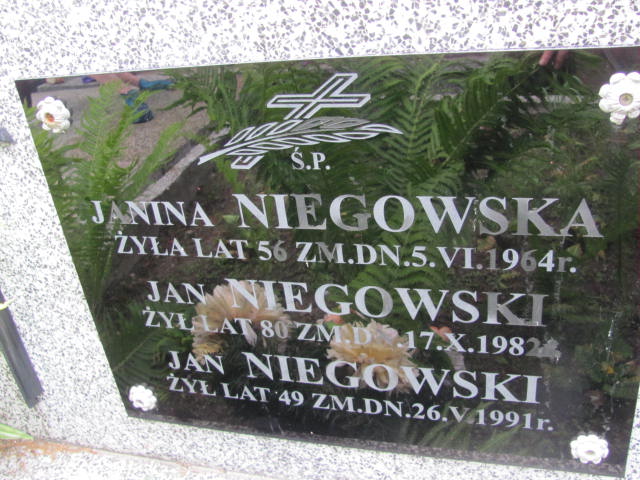 Ś.P.
JANINA NIEGOWSKA
ŻYŁA LAT 56 ZM.DN.5.VI.1964r.
JAN NIEGOWSKI
ŻYŁ LAT 80 .17.X.1982
JAN NIEGOWSKI
ŻYŁ LAT 49 ZM.DN.26.V.1991r.